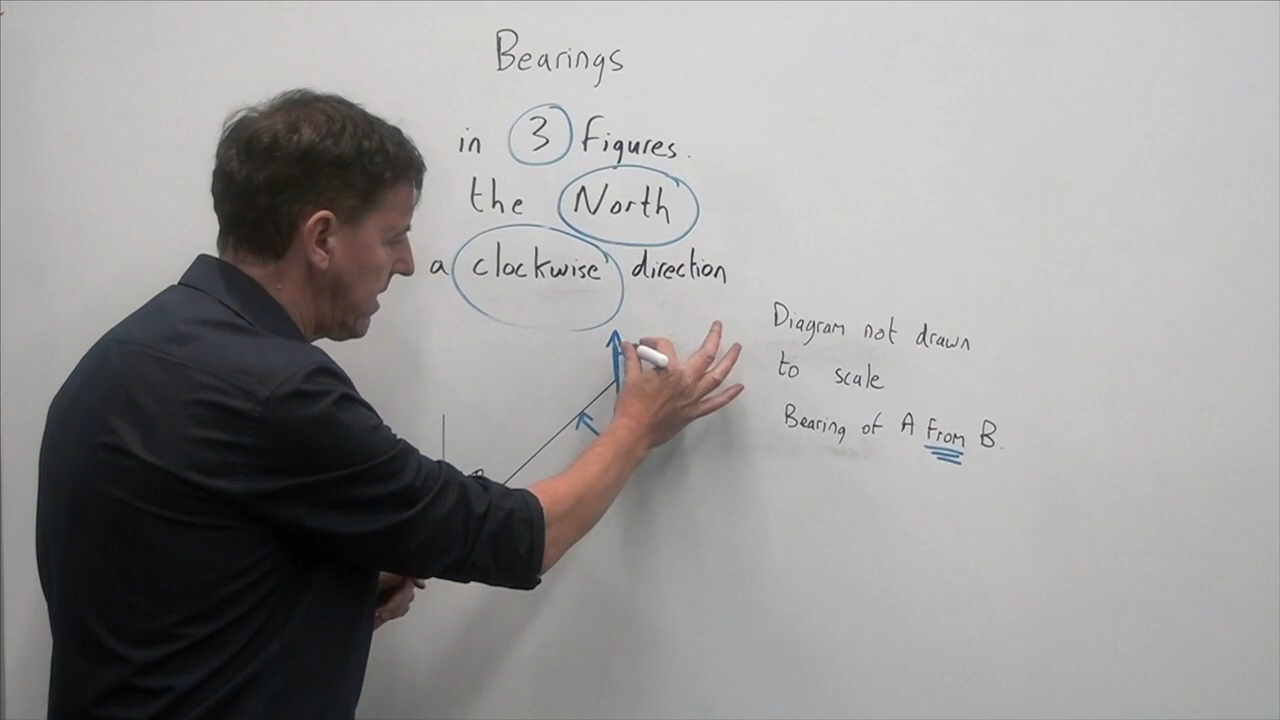 Bearings
in 3 Figures.
the North
a clockwise direction
Diagram not drawn
to scale
Bearing of A From B.